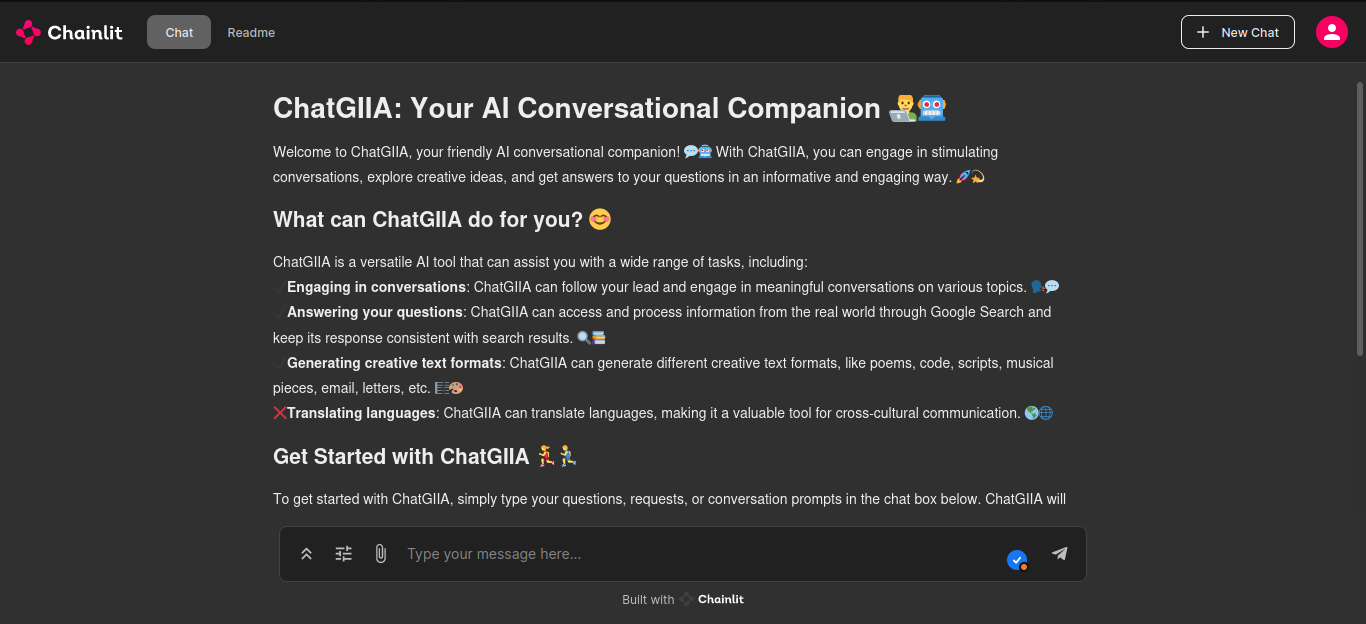 Chainlit Chat Readme + New Chat
ChatGIIA: Your AI Conversational Companion 👨‍💻🤖
Welcome to ChatGIIA, your friendly AI conversational companion! 💬🤖 With ChatGIIA, you can engage in stimulating
conversations, explore creative ideas, and get answers to your questions in an informative and engaging way. 🚀💫
What can ChatGIIA do for you? 😊
ChatGIIA is a versatile AI tool that can assist you with a wide range of tasks, including:
✔Engaging in conversations: ChatGIIA can follow your lead and engage in meaningful conversations on various topics. 🗣💬
✔Answering your questions: ChatGIIA can access and process information from the real world through Google Search and
keep its response consistent with search results. 🔍📚
✔Generating creative text formats: ChatGIIA can generate different creative text formats, like poems, code, scripts, musical
pieces, email, letters, etc. 🎼🎨
❌Translating languages: ChatGIIA can translate languages, making it a valuable tool for cross-cultural communication. 🌎🌐
Get Started with ChatGIIA 💃🏃
To get started with ChatGIIA, simply type your questions, requests, or conversation prompts in the chat box below. ChatGIIA will
Type your message here...
Built with Chainlit